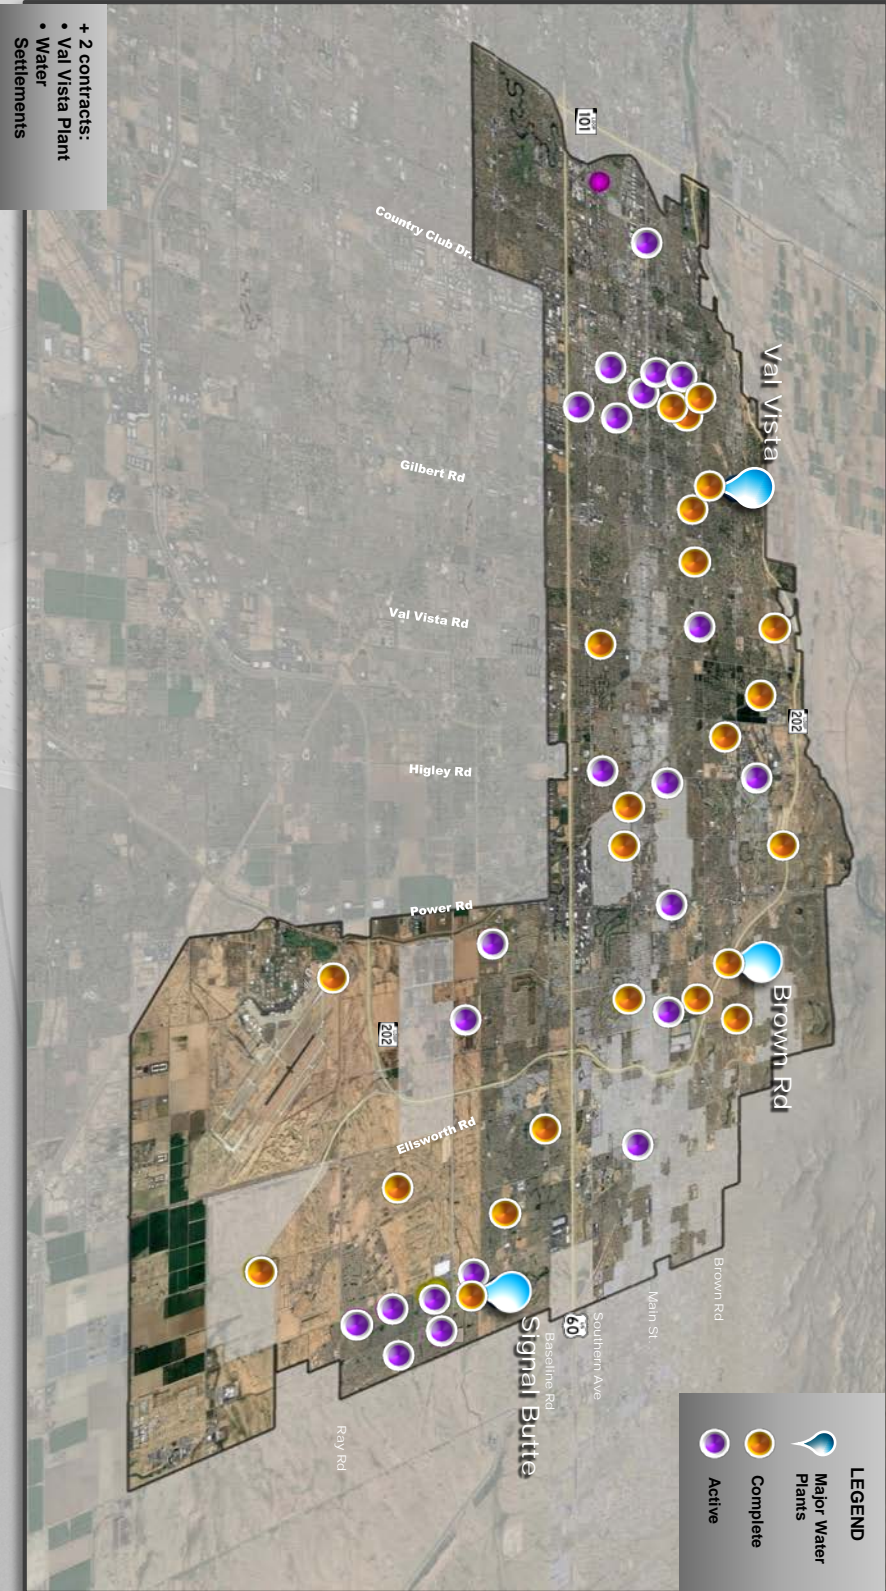 + 2 contracts:
• Val Vista Plant
• Water
Settlements
LOOP
101
Country Club Dr.
Val Vista
Gilbert Rd
Val Vista Rd
202
Higley Rd
Power Rd
Brown Rd
202
Ellsworth Rd
Signal Butte
60
Brown Rd
Main St.
Southern Ave
Baseline Rd
Ray Rd
LEGEND
Major Water
Plants
Complete
Active